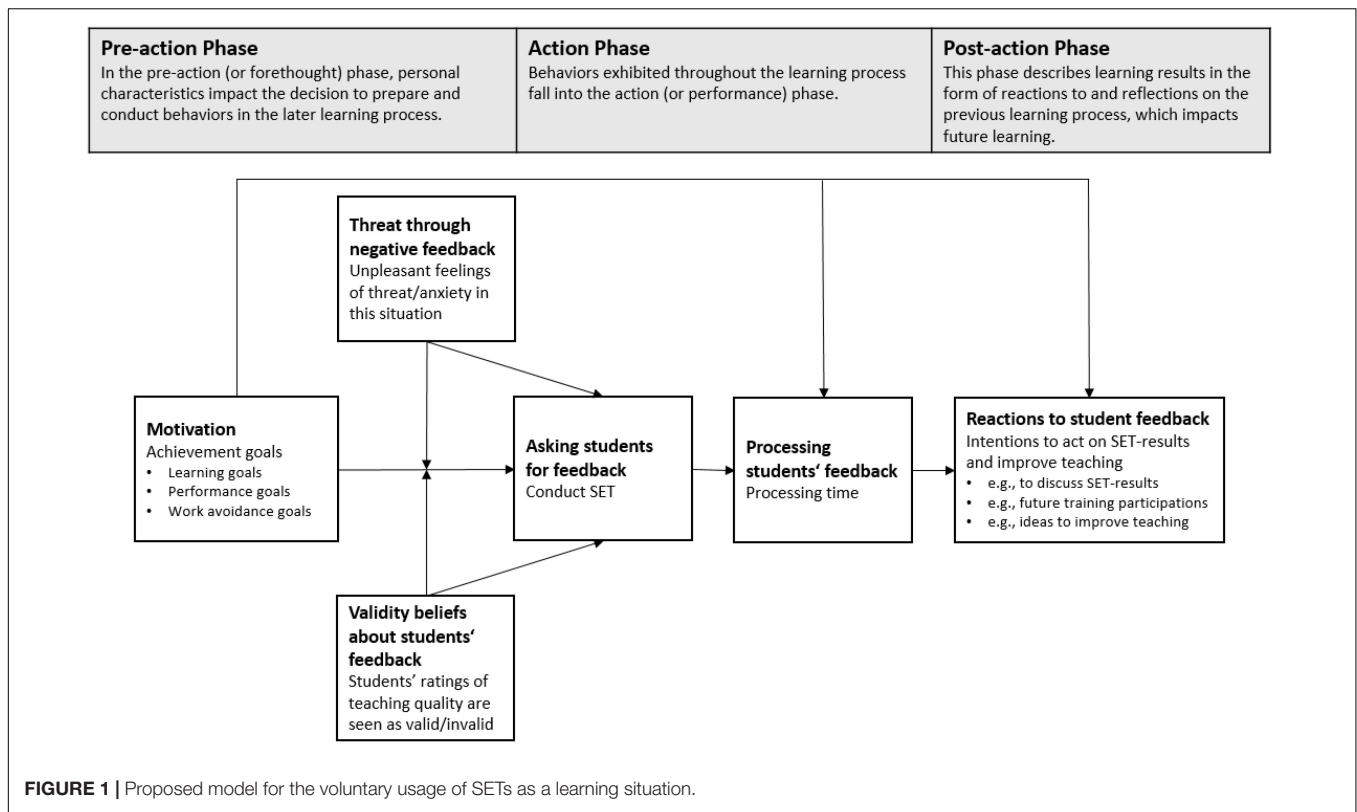 Pre-action Phase
In the pre-action (or forethought) phase, personal
characteristics impact the decision to prepare and
conduct behaviors in the later learning process.
Action Phase
Behaviors exhibited throughout the learning process
fall into the action (or performance) phase.
Post-action Phase
This phase describes learning results in the
form of reactions to and reflections on the
previous learning process, which impacts
future learning.
Threat through
negative feedback
Unpleasant feelings
of threat/anxiety in
this situation
Motivation
Achievement goals
• Learning goals
• Performance goals
• Work avoidance goals
Asking students
for feedback
Conduct SET
Processing
students‘ feedback
Processing time
Reactions to student feedback
Intentions to act on SET-results
and improve teaching
• e.g., to discuss SET-results
• e.g., future training participations
• e.g., ideas to improve teaching
Validity beliefs
about students‘
feedback
Students’ ratings of
teaching quality are
seen as valid/invalid
FIGURE 1 | Proposed model for the voluntary usage of SETs as a learning situation.